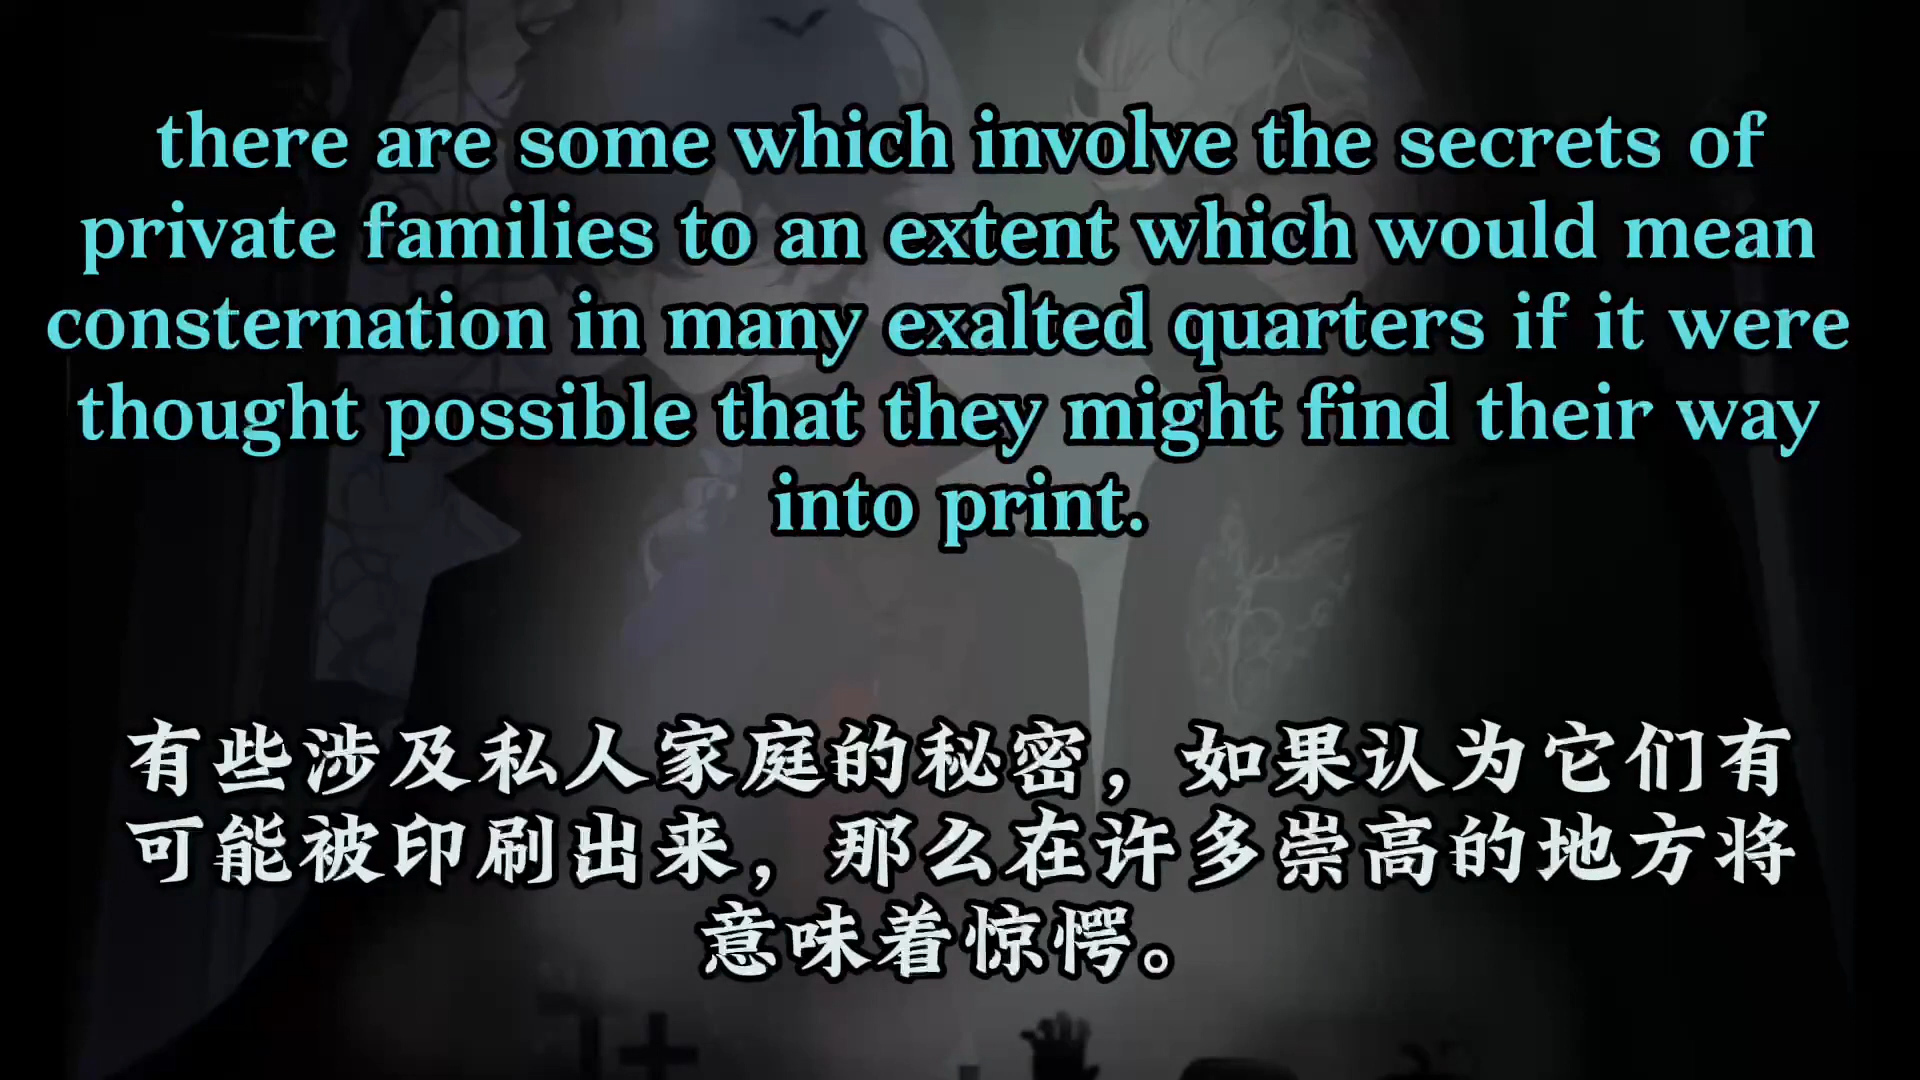 there are some which involve the secrets of
private families to an extent which would mean
consternation in many exalted quarters if it were
thought possible that they might find their way
into print.
有些涉及私人家庭的秘密，如果认为它们有
可能被印刷出来，那么在许多崇高的地方将
意味着惊愕。